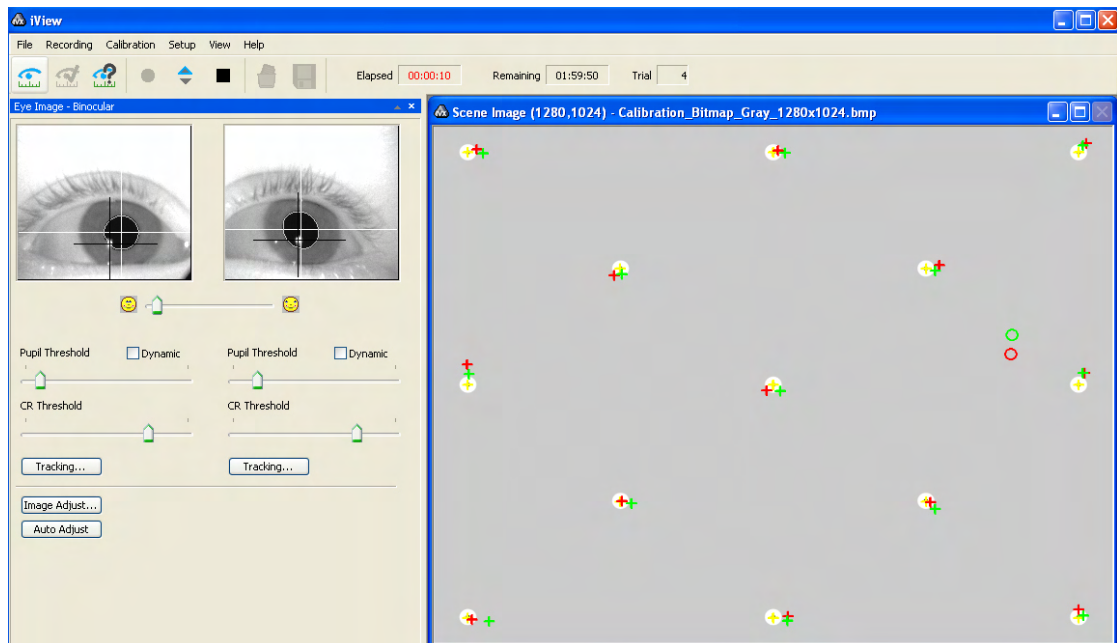 iView
File Recording Calibration Setup View Help
Elapsed 00:00:10 Remaining 01:59:50 Trial 4
Eye Image - Binocular
Scene Image (1280,1024) - Calibration_Bitmap_Gray_1280x1024.bmp
Pupil Threshold Dynamic Pupil Threshold Dynamic
CR Threshold CR Threshold
Tracking... Tracking...
Image Adjust...
Auto Adjust